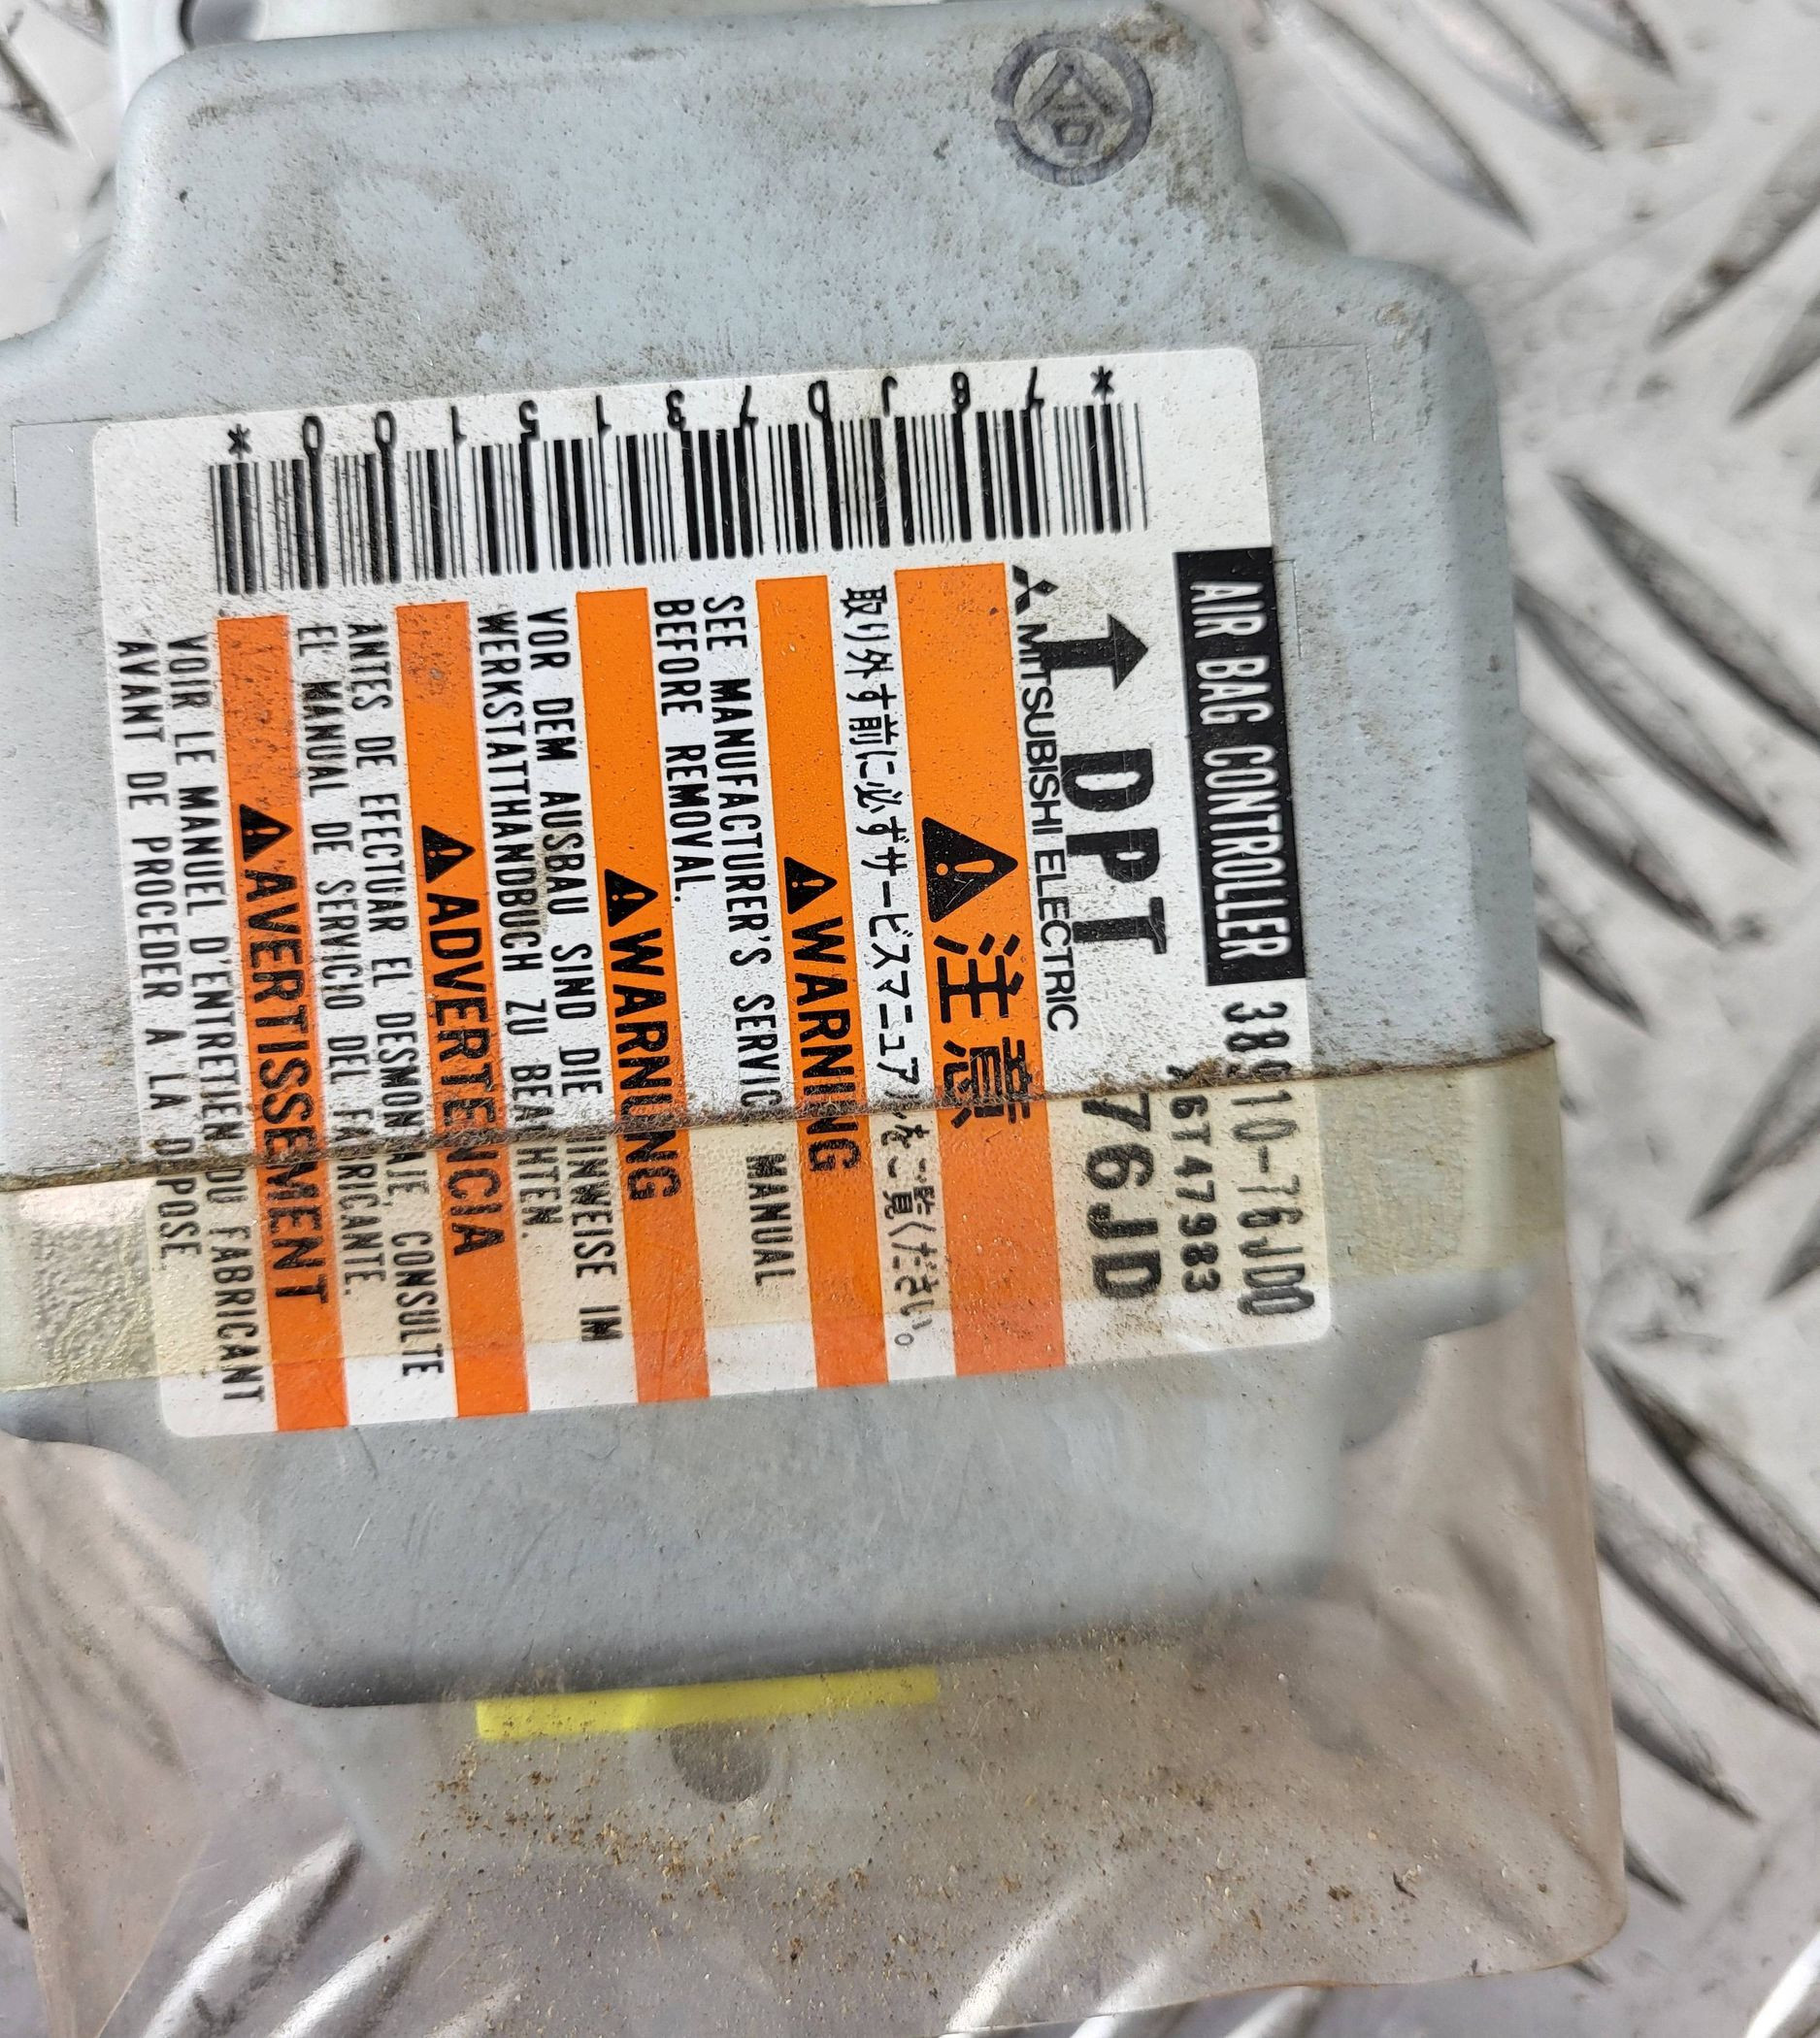 AIR BAG CONTROLLER 38910-76JD0
X6T47983
DPT 76JD
MITSUBISHI ELECTRIC
注意
取り外す前に必ずサービスマニュアルをご覧ください。
WARNING
SEE MANUFACTURER'S SERVICE MANUAL
BEFORE REMOVAL.
WARNUNG
VOR DEM AUSBAU SIND DIE HINWEISE IM
WERKSTATTHANDBUCH ZU BEACHTEN.
ADVERTENCIA
ANTES DE EFECTUAR EL DESMONTAJE, CONSULTE
EL MANUAL DE SERVICIO DEL FABRICANTE.
AVERTISSEMENT
VOIR LE MANUEL D'ENTRETIEN DU FABRICANT
AVANT DE PROCEDER A LA DEPOSE.
*76JD7315100*